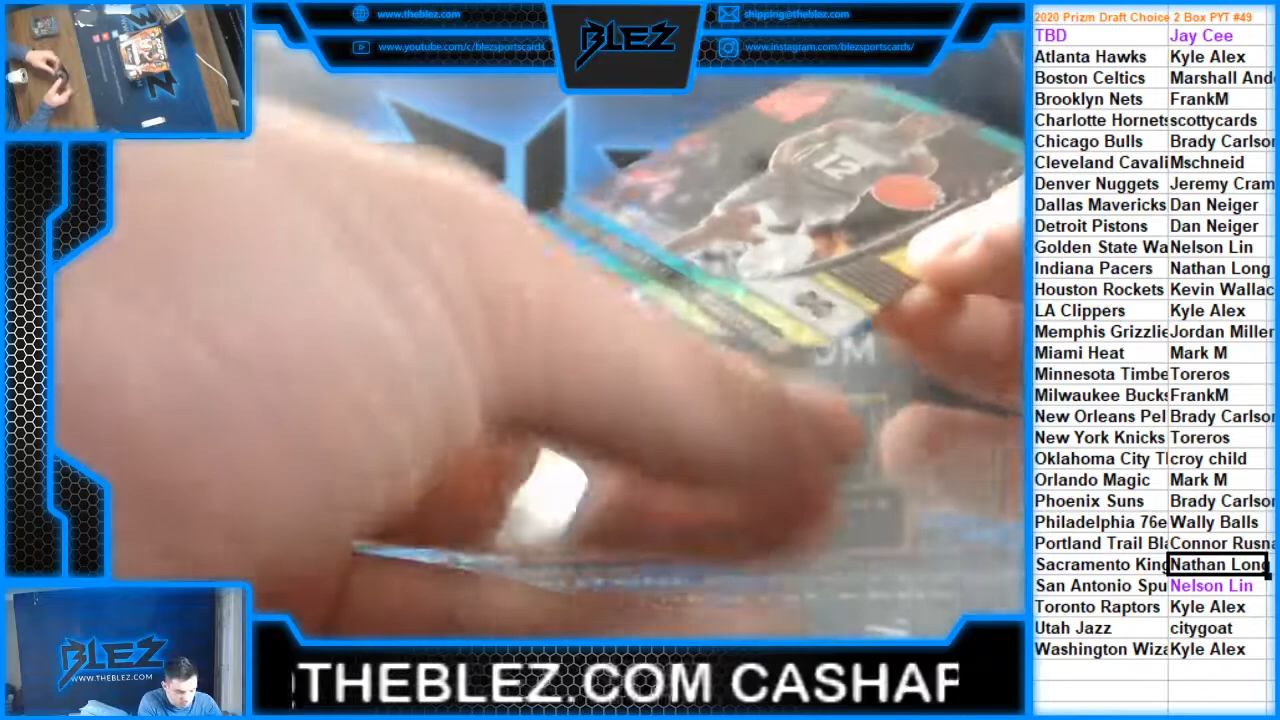 www.theblez.com
shipping@theblez.com
www.youtube.com/c/blezsportscards
www.instagram.com/blezsportscards/
BLEZ
2020 Prizm Draft Choice 2 Box PYT #49
TBD Jay Cee
Atlanta Hawks Kyle Alex
Boston Celtics Marshall And
Brooklyn Nets FrankM
Charlotte Hornets scottycards
Chicago Bulls Brady Carlson
Cleveland Cavali Mschneid
Denver Nuggets Jeremy Cram
Dallas Mavericks Dan Neiger
Detroit Pistons Dan Neiger
Golden State Wa Nelson Lin
Indiana Pacers Nathan Long
Houston Rockets Kevin Wallac
LA Clippers Kyle Alex
Memphis Grizzlie Jordan Miller
Miami Heat Mark M
Minnesota Timbe Toreros
Milwaukee Bucks FrankM
New Orleans Pel Brady Carlson
New York Knicks Toreros
Oklahoma City Tl croy child
Orlando Magic Mark M
Phoenix Suns Brady Carlson
Philadelphia 76e Wally Balls
Portland Trail Bla Connor Rusna
Sacramento King Nathan Long
San Antonio Spu Nelson Lin
Toronto Raptors Kyle Alex
Utah Jazz citygoat
Washington Wiza Kyle Alex
12
BLEZ
WWW.THEBLEZ.COM
THEBLEZ.COM CASHAP